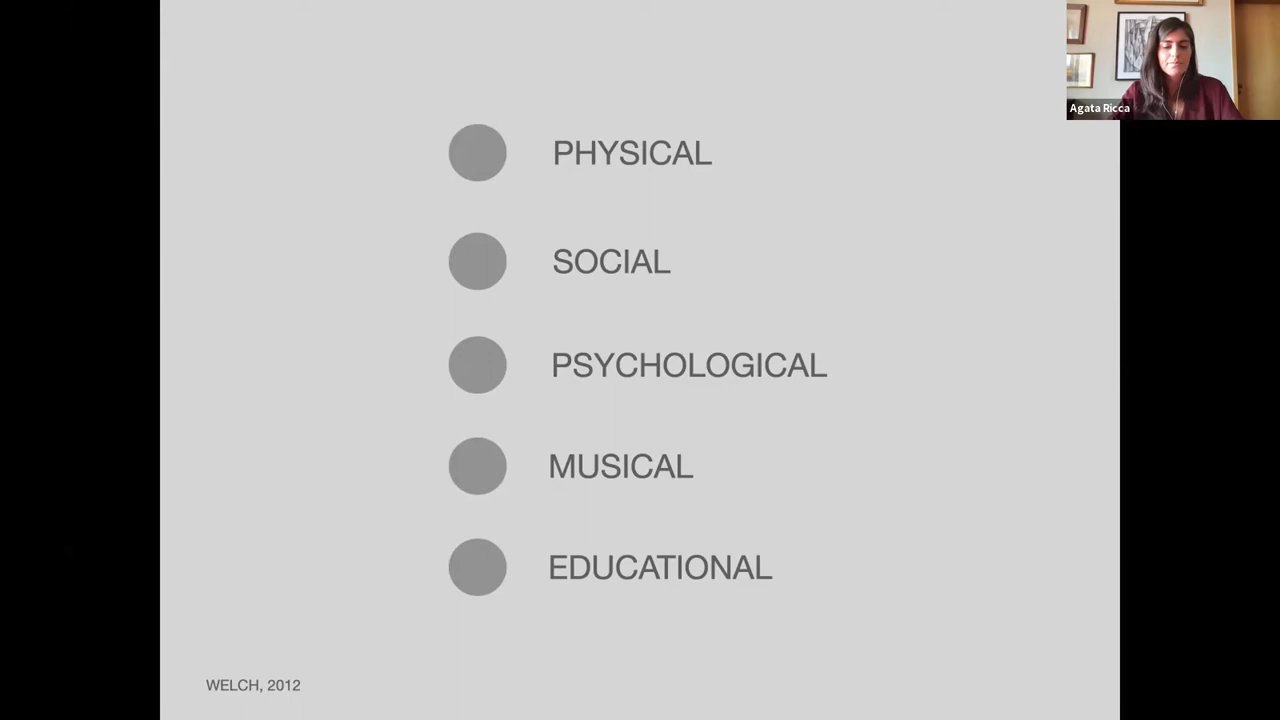 Agata Ricca
PHYSICAL
SOCIAL
PSYCHOLOGICAL
MUSICAL
EDUCATIONAL
WELCH, 2012